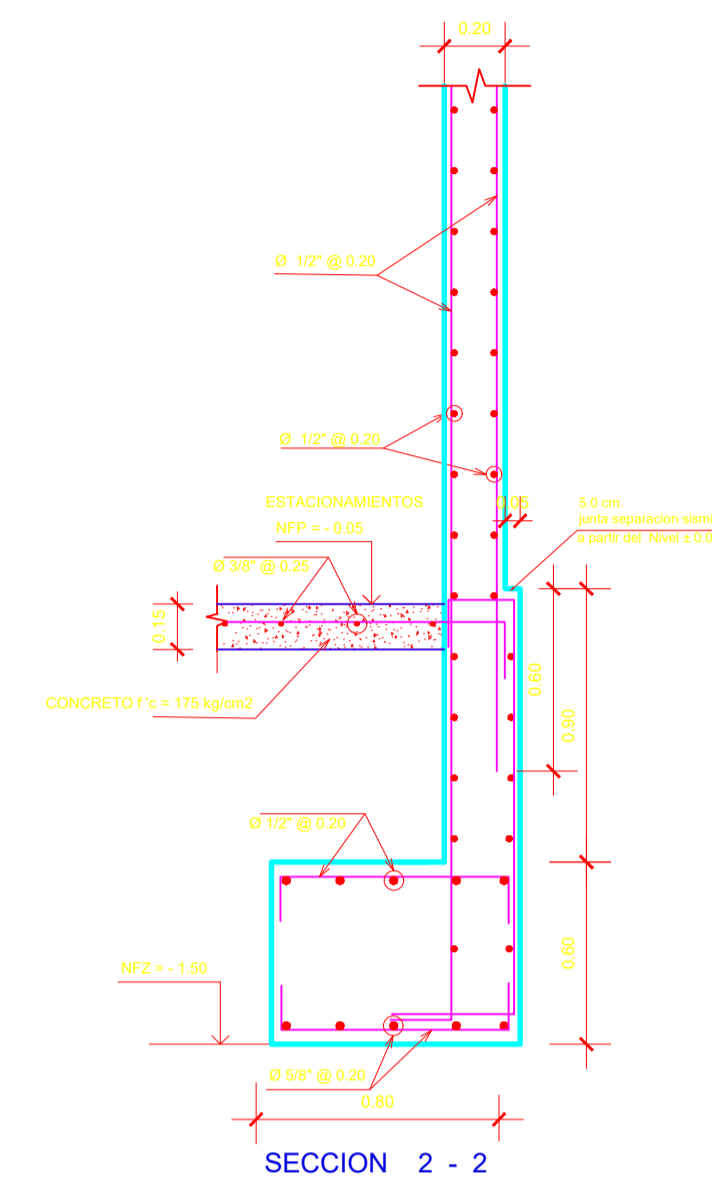 0.20
Ø 1/2" @ 0.20
Ø 1/2" @ 0.20
ESTACIONAMIENTOS
NFP = - 0.05
0.05
5.0 cm.
junta separacion sismi
a partir del Nivel ± 0.0
Ø 3/8" @ 0.25
0.15
0.60
0.90
CONCRETO f'c = 175 kg/cm2
Ø 1/2" @ 0.20
0.60
NFZ = - 1.50
Ø 5/8" @ 0.20
0.80
SECCION 2 - 2